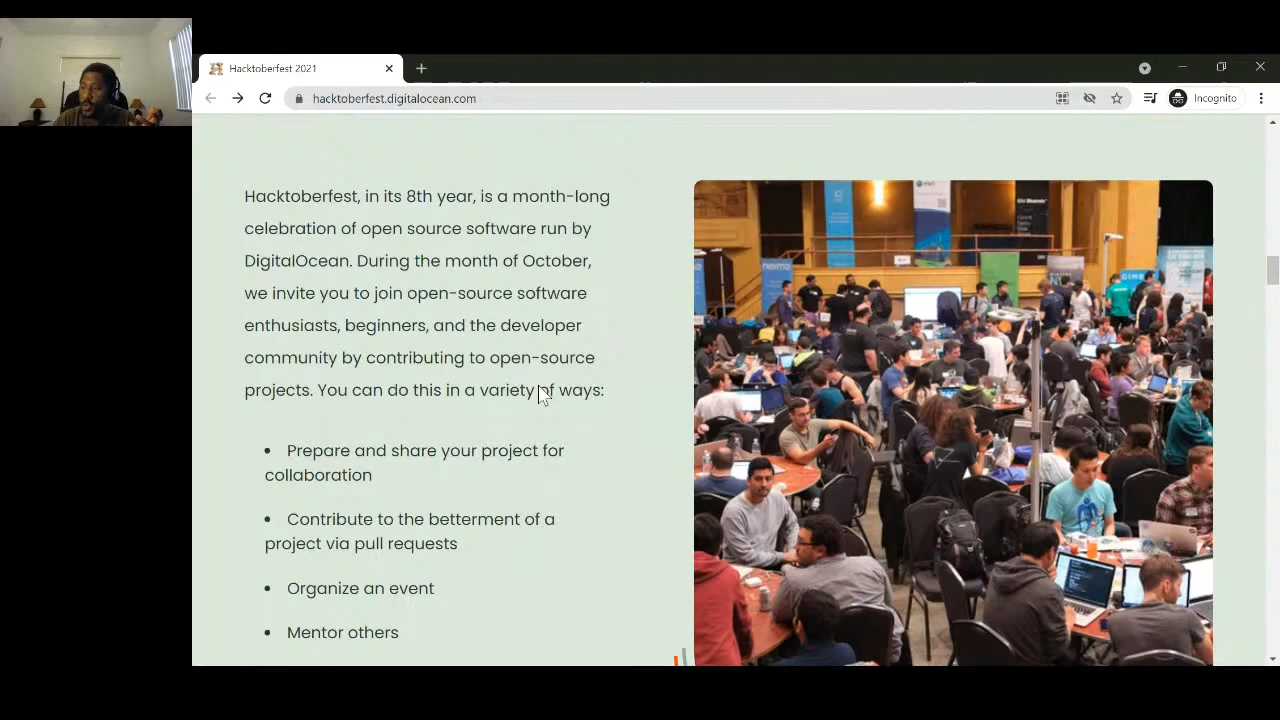 Hacktoberfest 2021
hacktoberfest.digitalocean.com
Incognito
Hacktoberfest, in its 8th year, is a month-long
celebration of open source software run by
DigitalOcean. During the month of October,
we invite you to join open-source software
enthusiasts, beginners, and the developer
community by contributing to open-source
projects. You can do this in a variety of ways:
• Prepare and share your project for
collaboration
• Contribute to the betterment of a
project via pull requests
• Organize an event
• Mentor others